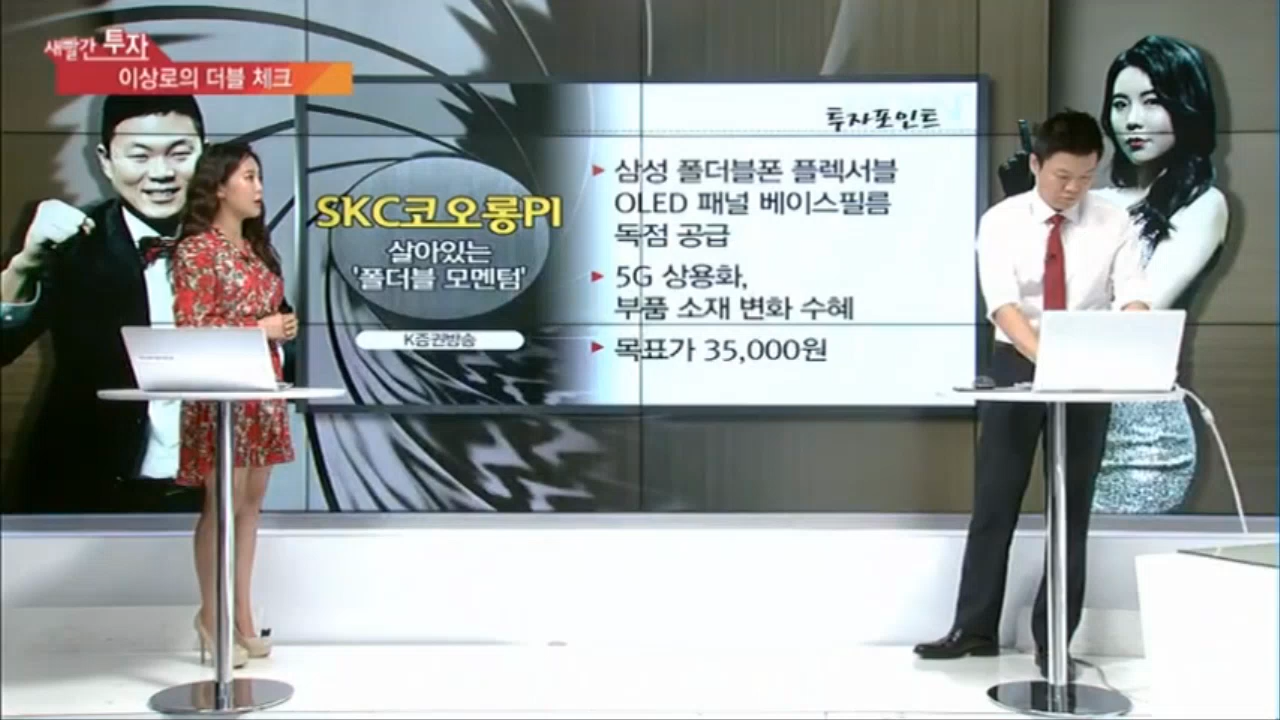 새빨간 투자
이상로의 더블 체크
투자포인트
SKC코오롱PI
살아있는
'폴더블 모멘텀'
K증권방송
▶ 삼성 폴더블폰 플렉서블
OLED 패널 베이스필름
독점 공급
▶ 5G 상용화,
부품 소재 변화 수혜
▶ 목표가 35,000원